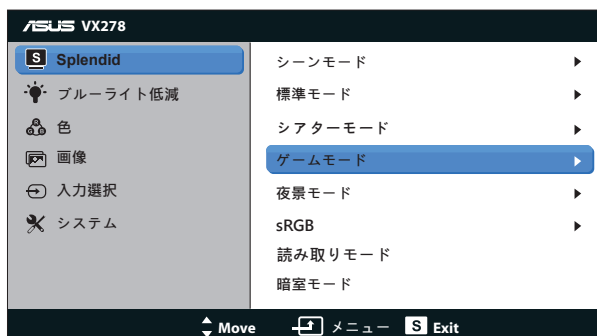 ASUS VX278
S Splendid
ブルーライト低減
色
画像
入力選択
システム
シーンモード
標準モード
シアターモード
ゲームモード
夜景モード
sRGB
読み取りモード
暗室モード
Move メニュー S Exit